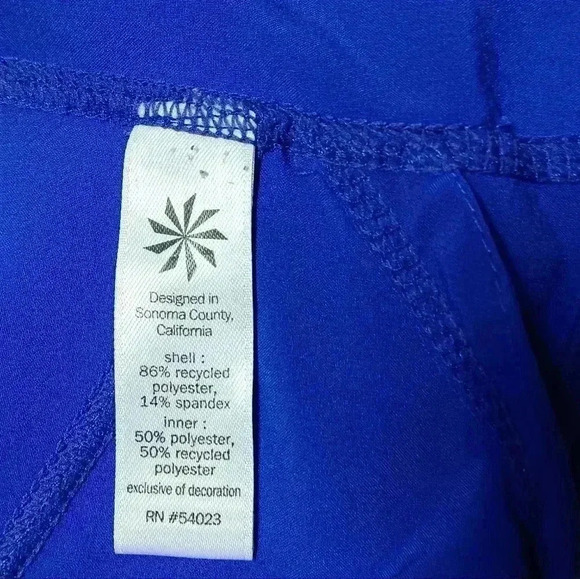 Designed in
Sonoma County,
California
shell :
86% recycled
polyester,
14% spandex
inner :
50% polyester,
50% recycled
polyester
exclusive of decoration
RN #54023